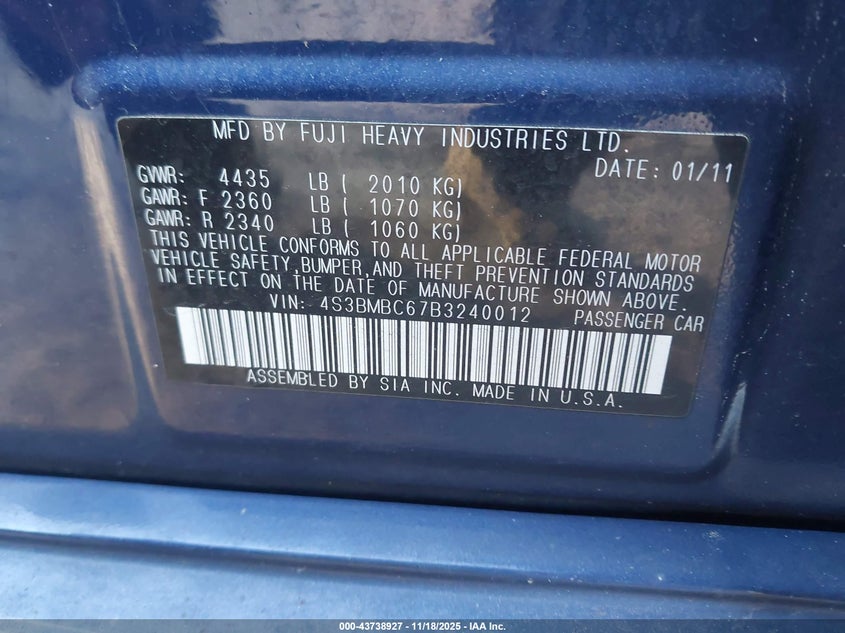 MFD BY FUJI HEAVY INDUSTRIES LTD.
DATE: 01/11
GVWR: 4435 LB ( 2010 KG)
GAWR: F 2360 LB ( 1070 KG)
GAWR: R 2340 LB ( 1060 KG)
THIS VEHICLE CONFORMS TO ALL APPLICABLE FEDERAL MOTOR
VEHICLE SAFETY,BUMPER,AND THEFT PREVENTION STANDARDS
IN EFFECT ON THE DATE OF MANUFACTURE SHOWN ABOVE.
VIN: 4S3BMBC67B3240012 PASSENGER CAR
ASSEMBLED BY SIA INC. MADE IN U.S.A.
000-43738927 - 11/18/2025 - IAA Inc.